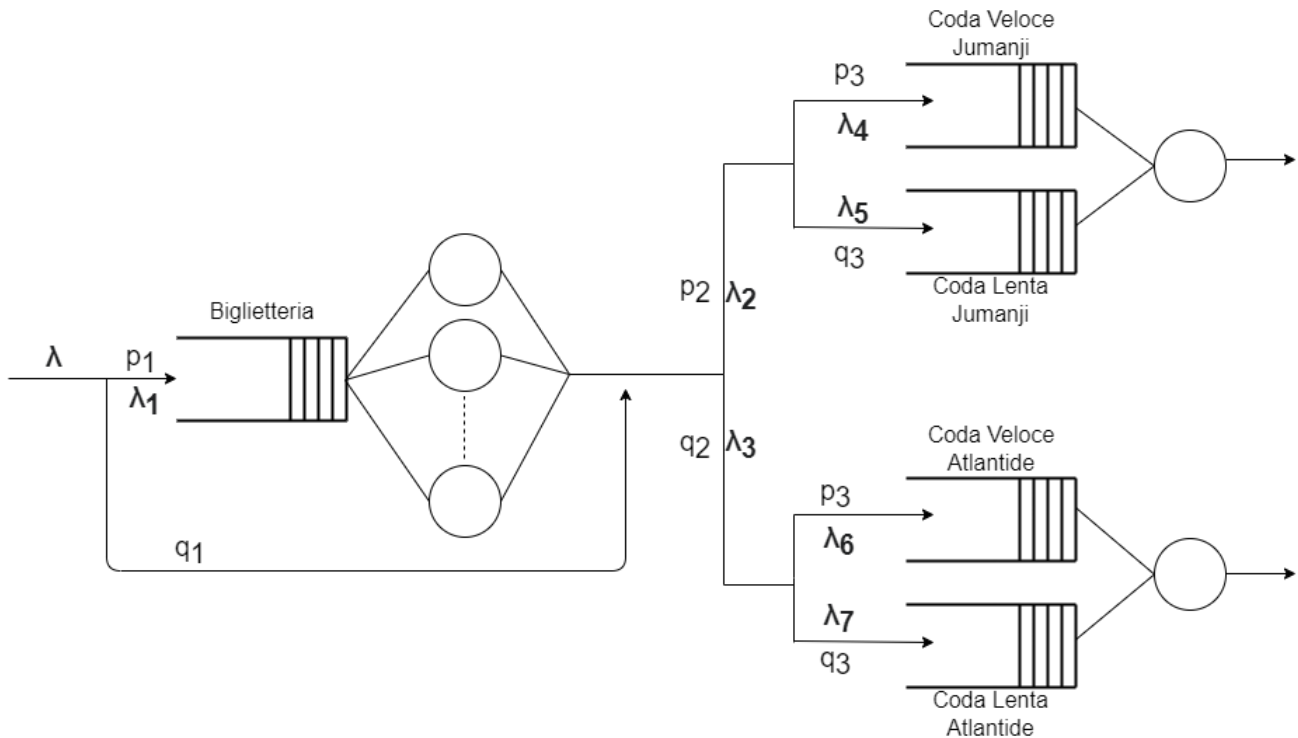 Coda Veloce
Jumanji
p3
λ4
λ5
q3
Coda Lenta
Jumanji
p2 λ2
Biglietteria
λ p1
λ1
q1
q2 λ3
Coda Veloce
Atlantide
p3
λ6
λ7
q3
Coda Lenta
Atlantide